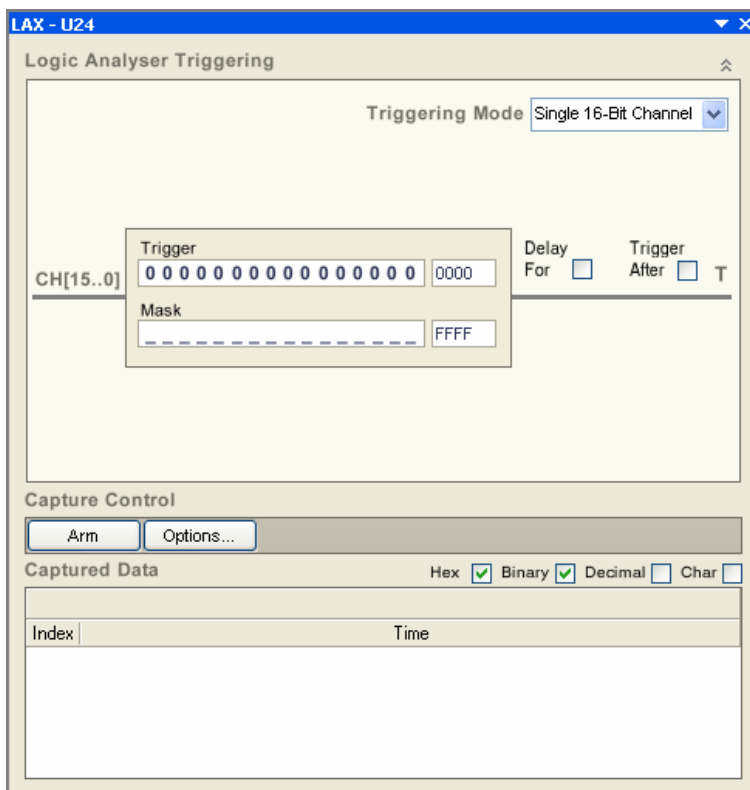 LAX - U24
Logic Analyser Triggering
Triggering Mode Single 16-Bit Channel
Trigger
0 0 0 0 0 0 0 0 0 0 0 0 0 0 0 0 0000
Mask
_ _ _ _ _ _ _ _ _ _ _ _ _ _ _ _ FFFF
CH[15..0]
Delay
For
Trigger
After
T
Capture Control
Arm Options...
Captured Data Hex Binary Decimal Char
Index Time